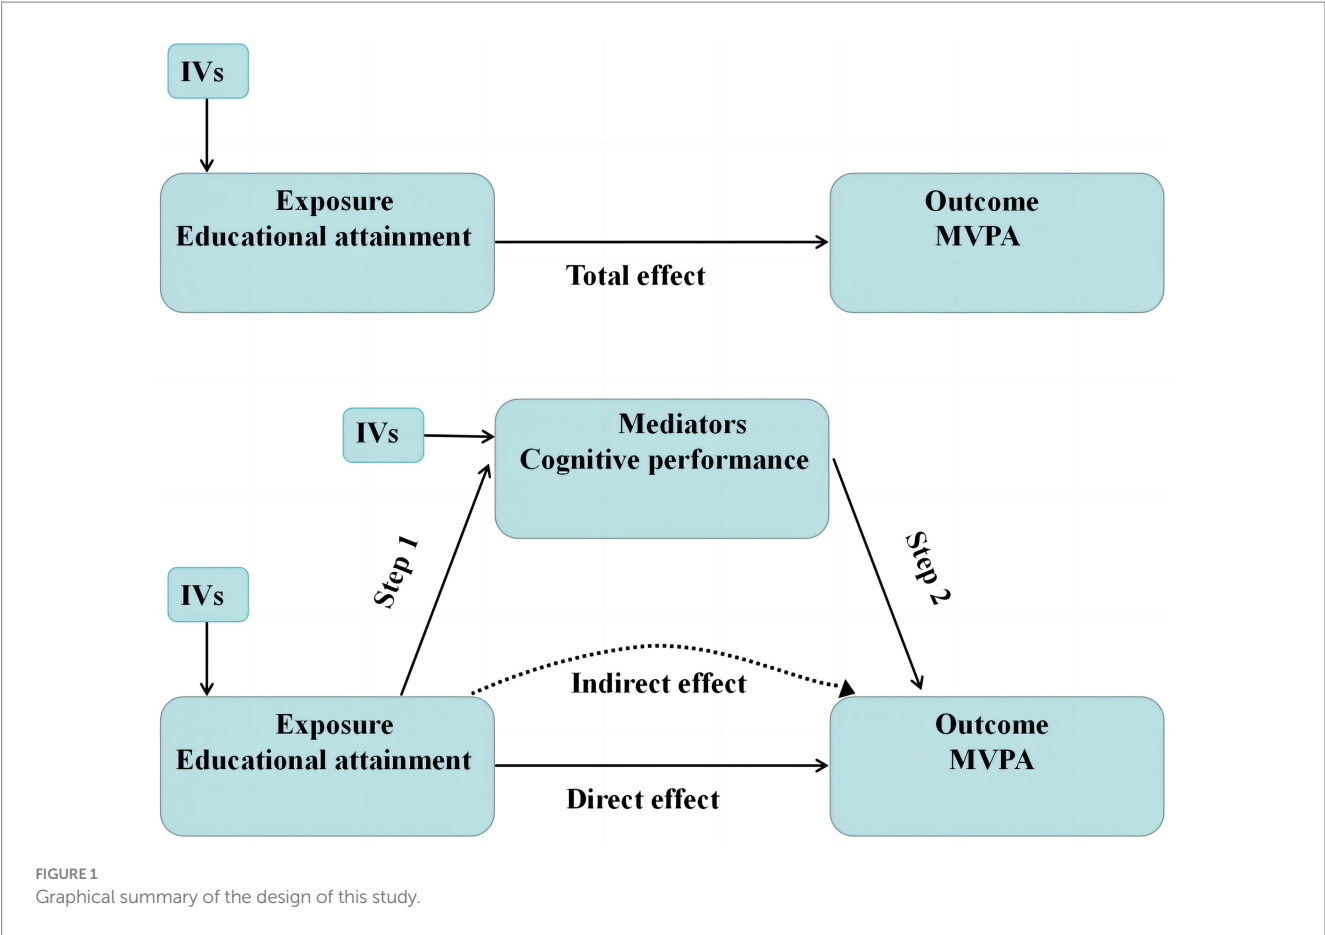 IVs
Exposure
Educational attainment
Total effect
Outcome
MVPA
IVs
Mediators
Cognitive performance
Step 1
Step 2
IVs
Indirect effect
Exposure
Educational attainment
Direct effect
Outcome
MVPA
FIGURE 1
Graphical summary of the design of this study.